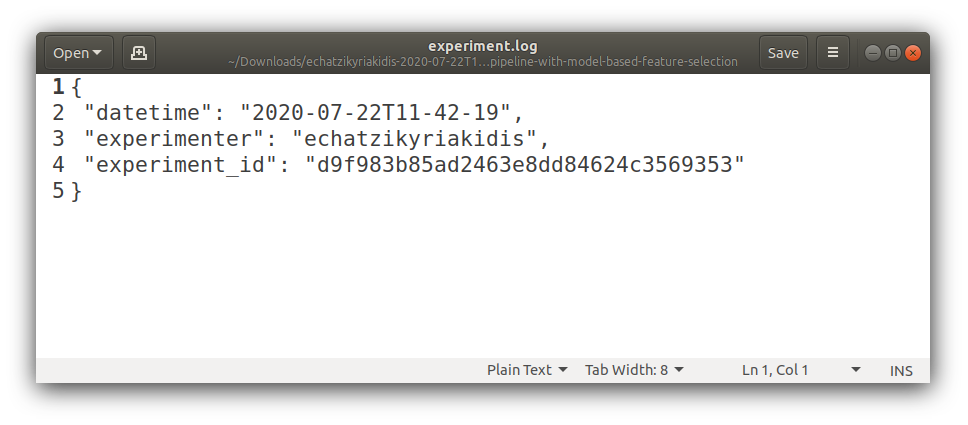 Open
experiment.log
~/Downloads/echatzikyriakidis-2020-07-22T1…pipeline-with-model-based-feature-selection
Save
1 {
2  "datetime": "2020-07-22T11-42-19",
3  "experimenter": "echatzikyriakidis",
4  "experiment_id": "d9f983b85ad2463e8dd84624c3569353"
5 }
Plain Text Tab Width: 8 Ln 1, Col 1 INS